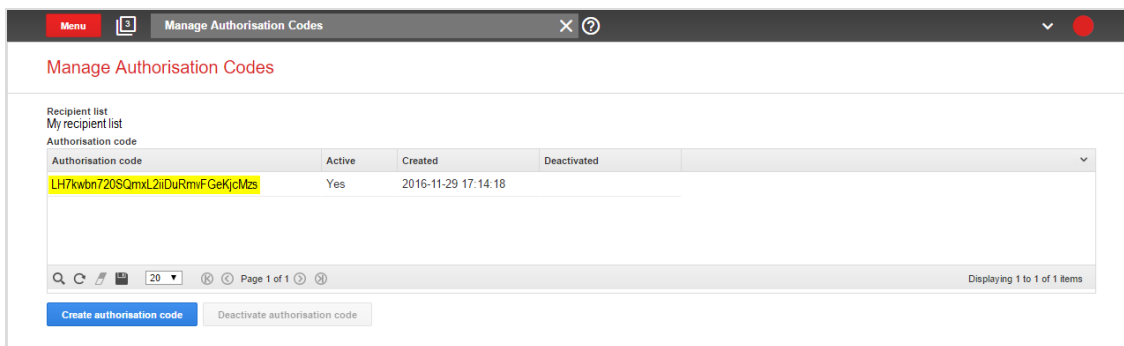 Menu 3 Manage Authorisation Codes
Manage Authorisation Codes
Recipient list
My recipient list
Authorisation code
Authorisation code Active Created Deactivated
LH7kwbn720SQmxL2iiDuRmvFGeKjcMzs Yes 2016-11-29 17:14:18
20 Page 1 of 1 Displaying 1 to 1 of 1 items
Create authorisation code Deactivate authorisation code